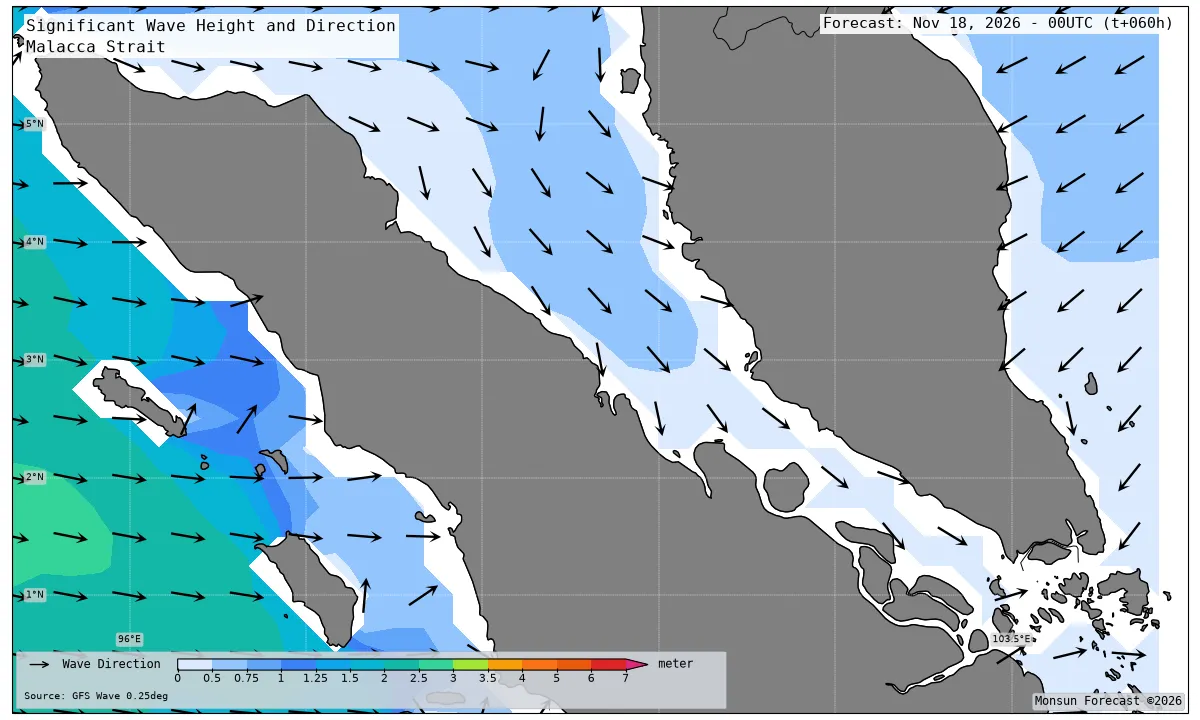 Significant Wave Height and Direction
Malacca Strait
Forecast: Nov 18, 2026 - 00UTC (t+060h)
5°N
4°N
3°N
2°N
1°N
96°E
103.5°E
Wave Direction
meter
0 0.5 0.75 1 1.25 1.5 2 2.5 3 3.5 4 5 6 7
Source: GFS Wave 0.25deg
Monsun Forecast ©2026